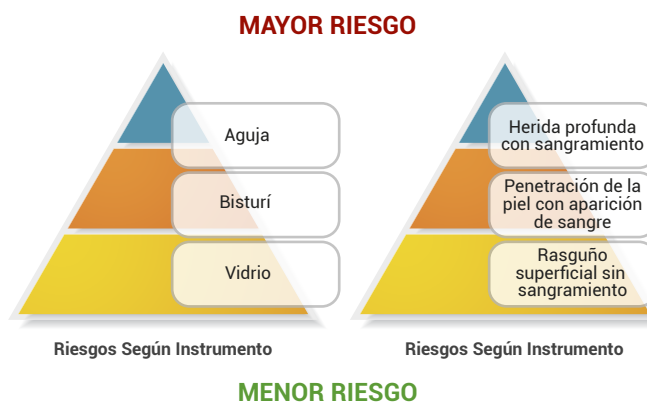 MAYOR RIESGO
Aguja
Bisturí
Vidrio
Riesgos Según Instrumento
Herida profunda
con sangramiento
Penetración de la
piel con aparición
de sangre
Rasguño
superficial sin
sangramiento
Riesgos Según Instrumento
MENOR RIESGO